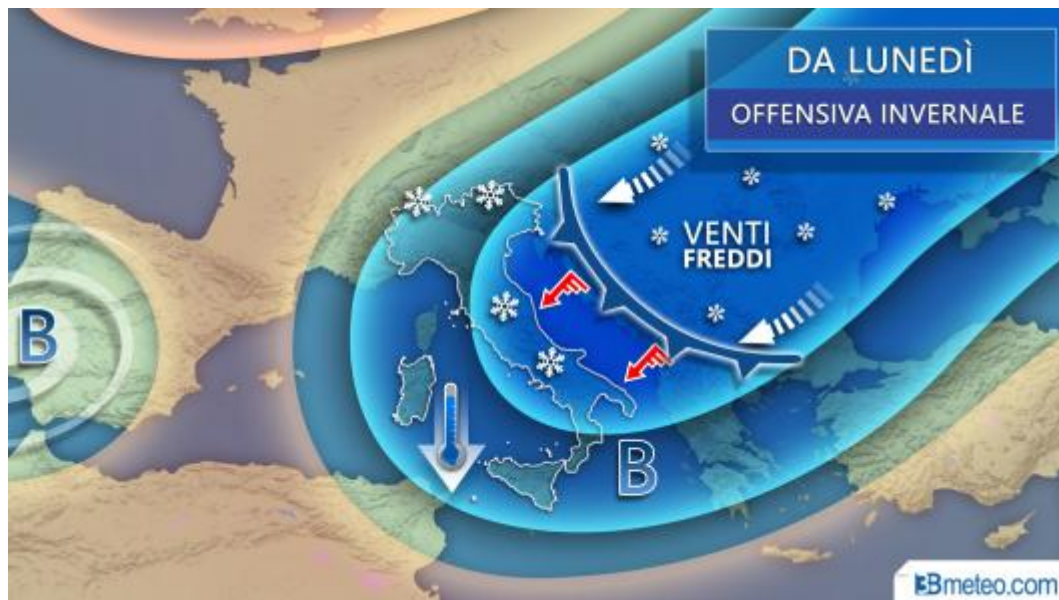 DA LUNEDÌ
OFFENSIVA INVERNALE
VENTI
FREDDI
B
B
3Bmeteo.com